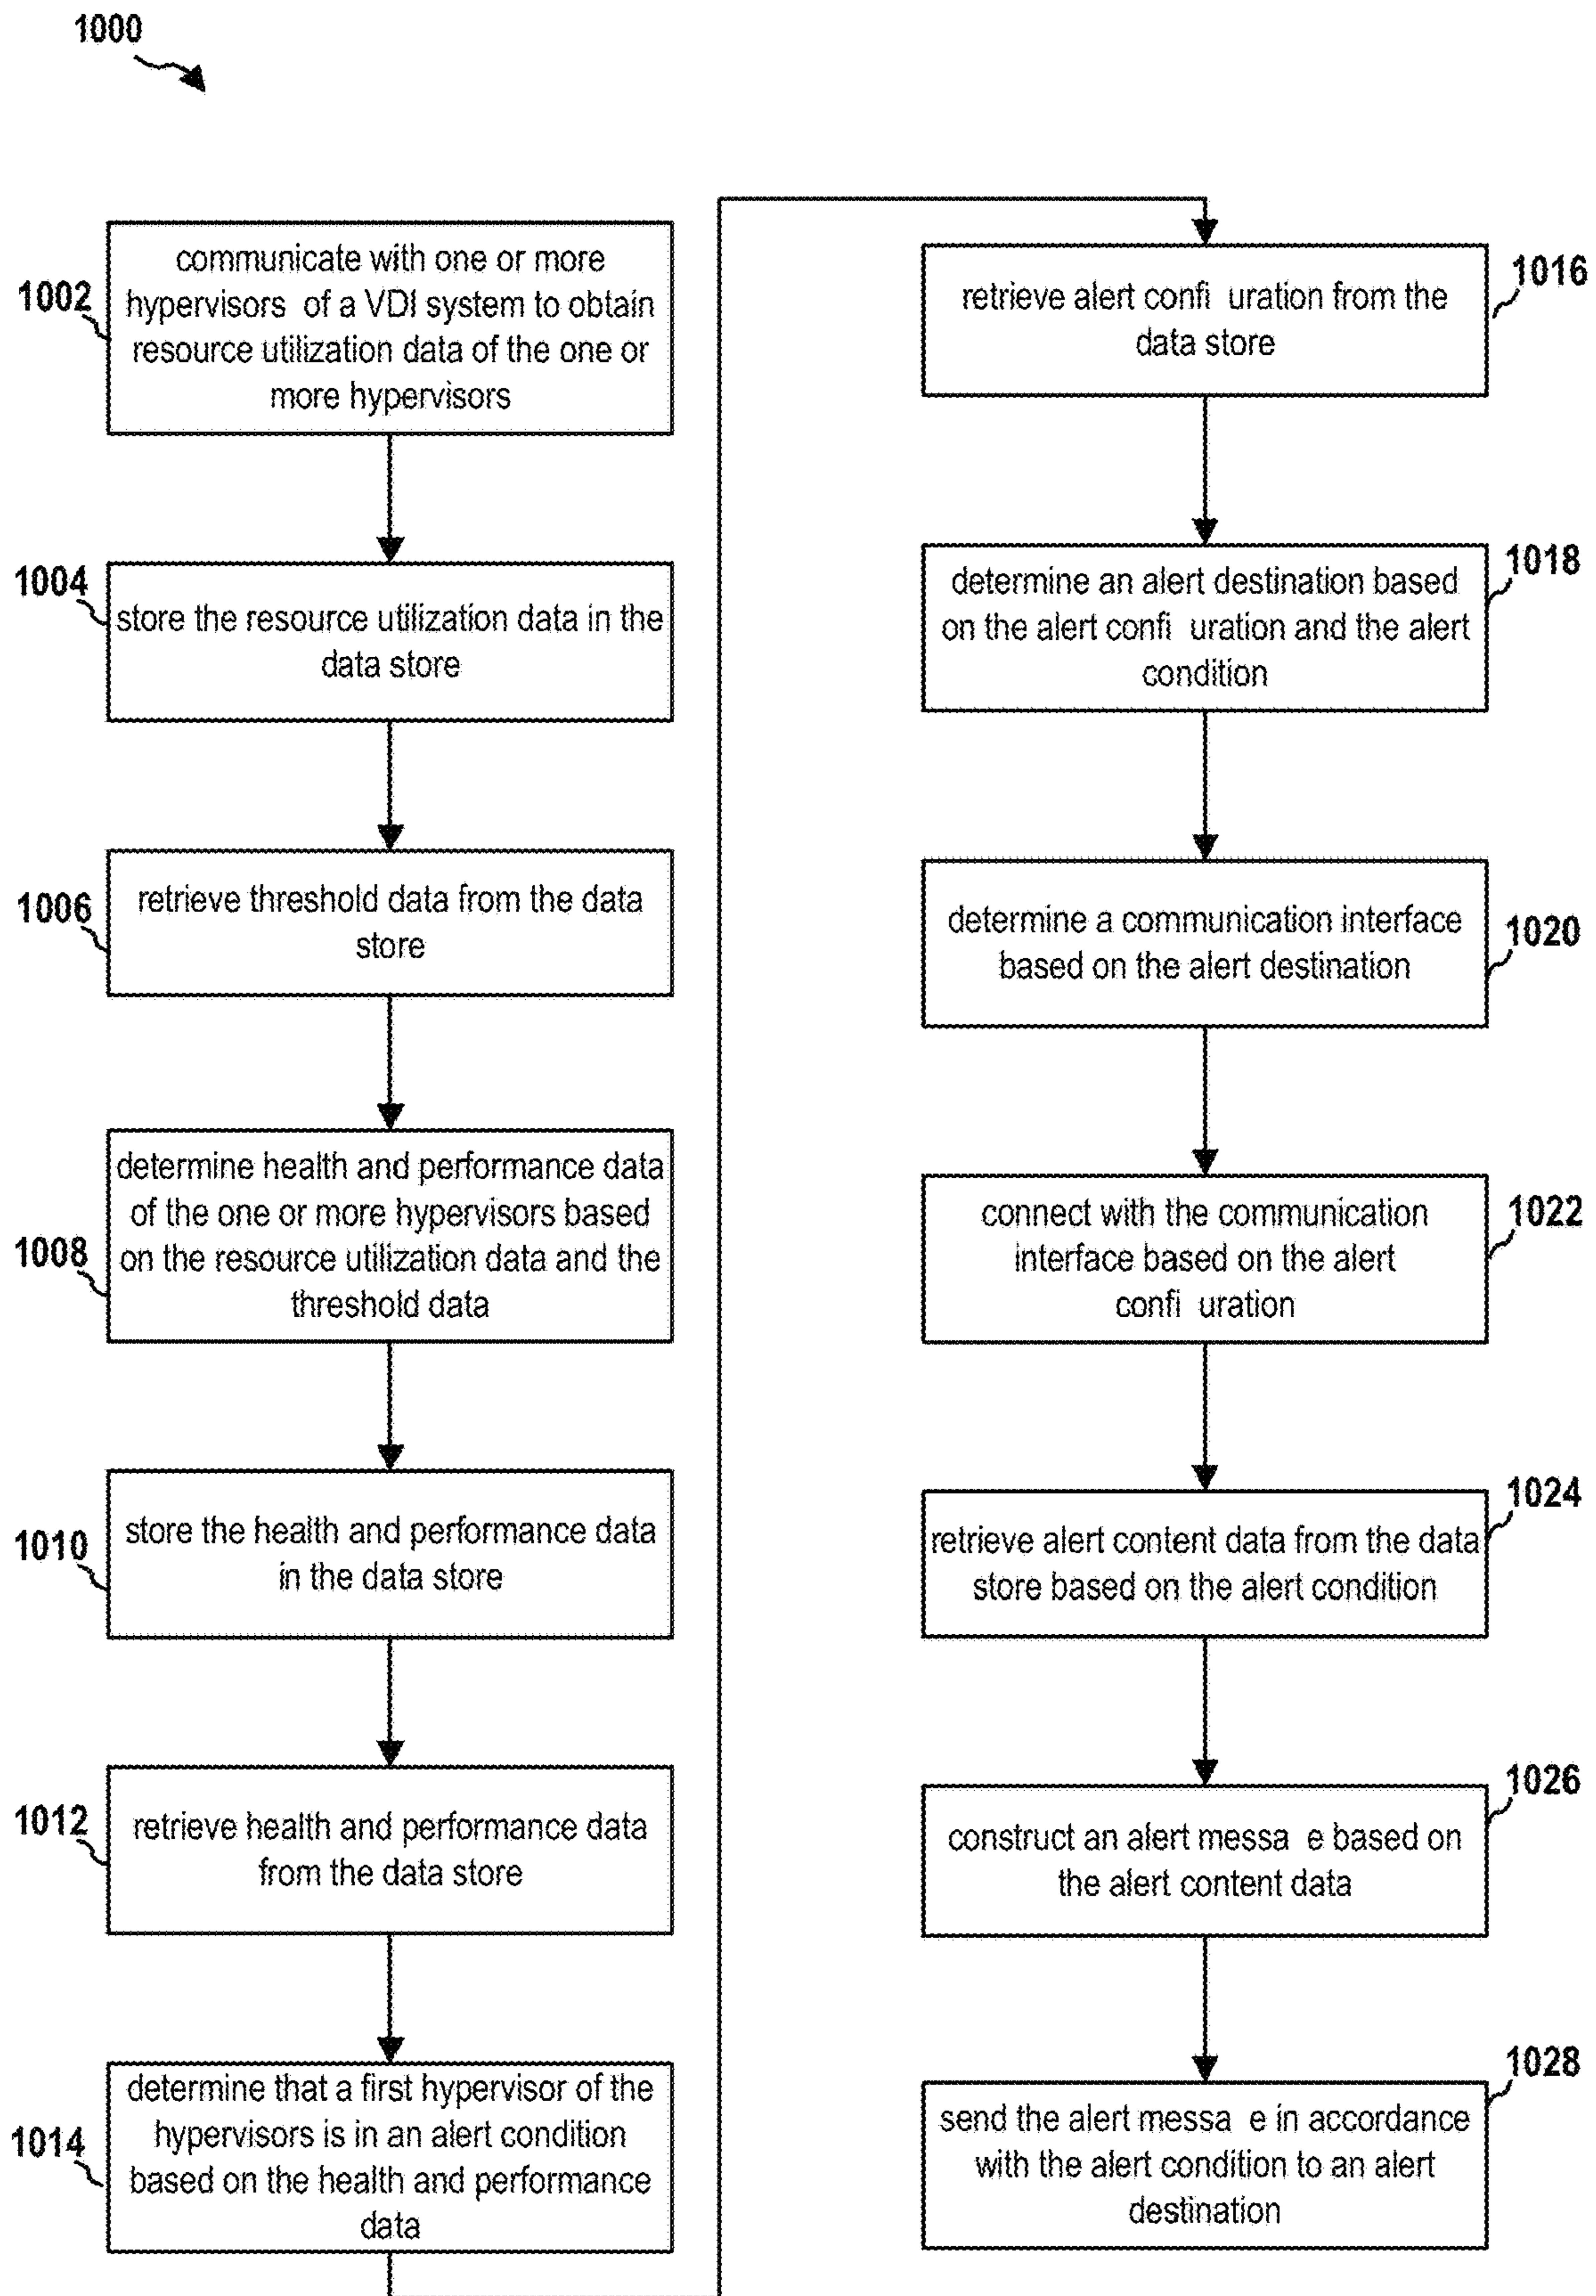 1000
1002
communicate with one or more
hypervisors of a VDI system to obtain
resource utilization data of the one or
more hypervisors
1004
store the resource utilization data in the
data store
1006
retrieve threshold data from the data
store
1008
determine health and performance data
of the one or more hypervisors based
on the resource utilization data and the
threshold data
1010
store the health and performance data
in the data store
1012
retrieve health and performance data
from the data store
1014
determine that a first hypervisor of the
hypervisors is in an alert condition
based on the health and performance
data
1016
retrieve alert confi uration from the
data store
1018
determine an alert destination based
on the alert confi uration and the alert
condition
1020
determine a communication interface
based on the alert destination
1022
connect with the communication
interface based on the alert
confi uration
1024
retrieve alert content data from the data
store based on the alert condition
1026
construct an alert messa e based on
the alert content data
1028
send the alert messa e in accordance
with the alert condition to an alert
destination